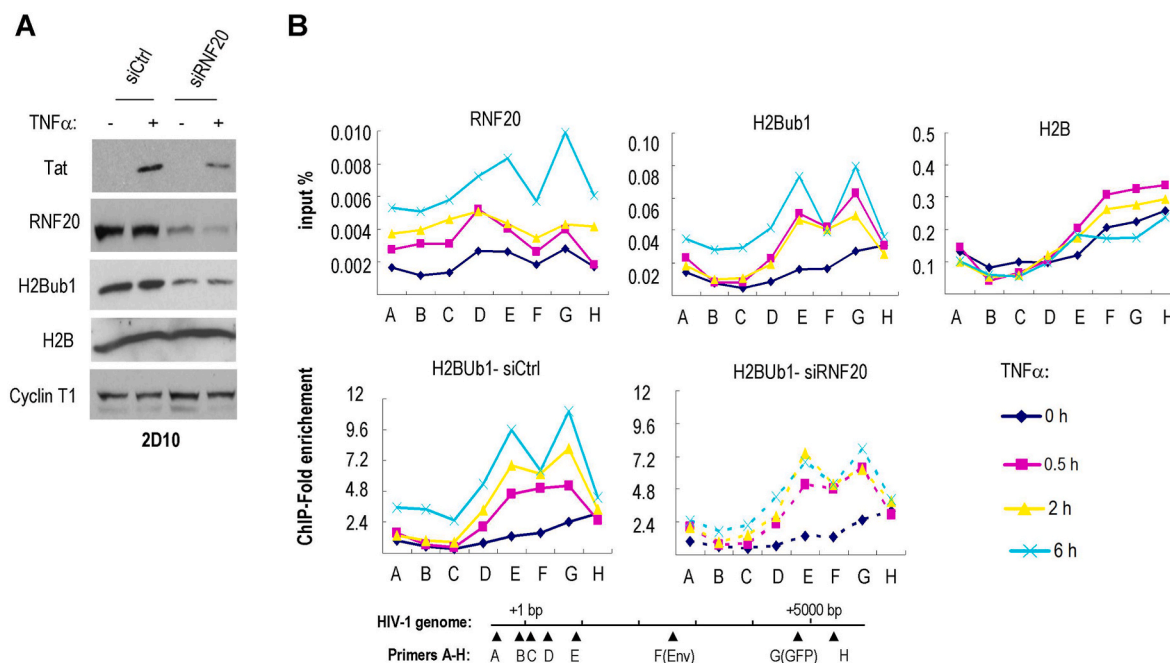 A
siCtrl siRNF20
TNFα: - + - +
Tat
RNF20
H2Bub1
H2B
Cyclin T1
2D10
B
RNF20
input %
0.010
0.008
0.006
0.004
0.002
A B C D E F G H
H2Bub1
0.1
0.08
0.06
0.04
0.02
A B C D E F G H
H2B
0.5
0.4
0.3
0.2
0.1
A B C D E F G H
H2BUb1- siCtrl
ChIP-Fold enrichement
12
9.6
7.2
4.8
2.4
A B C D E F G H
H2BUb1- siRNF20
12
9.6
7.2
4.8
2.4
A B C D E F G H
TNFα:
0 h
0.5 h
2 h
6 h
+1 bp +5000 bp
HIV-1 genome:
Primers A-H: A B C D E F(Env) G(GFP) H